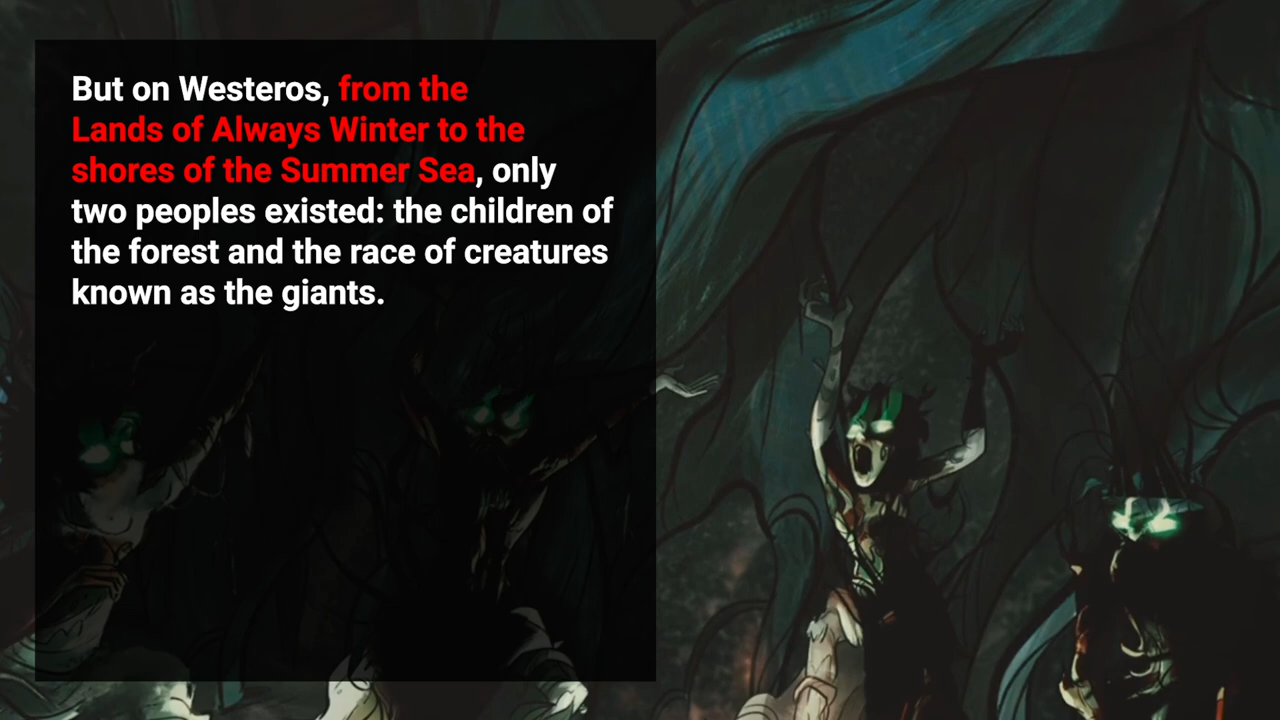 But on Westeros, from the
Lands of Always Winter to the
shores of the Summer Sea, only
two peoples existed: the children of
the forest and the race of creatures
known as the giants.